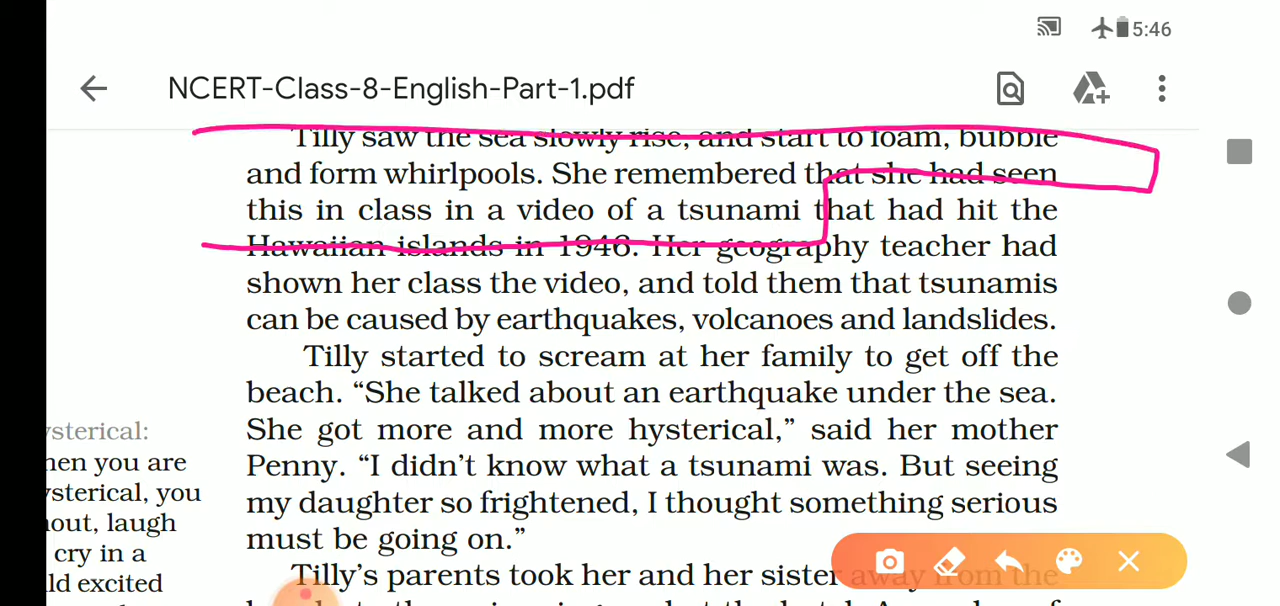 5:46
NCERT-Class-8-English-Part-1.pdf
Tilly saw the sea slowly rise, and start to foam, bubble
and form whirlpools. She remembered that she had seen
this in class in a video of a tsunami that had hit the
Hawaiian islands in 1946. Her geography teacher had
shown her class the video, and told them that tsunamis
can be caused by earthquakes, volcanoes and landslides.
Tilly started to scream at her family to get off the
beach. “She talked about an earthquake under the sea.
She got more and more hysterical,” said her mother
Penny. “I didn’t know what a tsunami was. But seeing
my daughter so frightened, I thought something serious
must be going on.”
Tilly’s parents took her and her sister away from the
ysterical:
hen you are
ysterical, you
hout, laugh
cry in a
ld excited